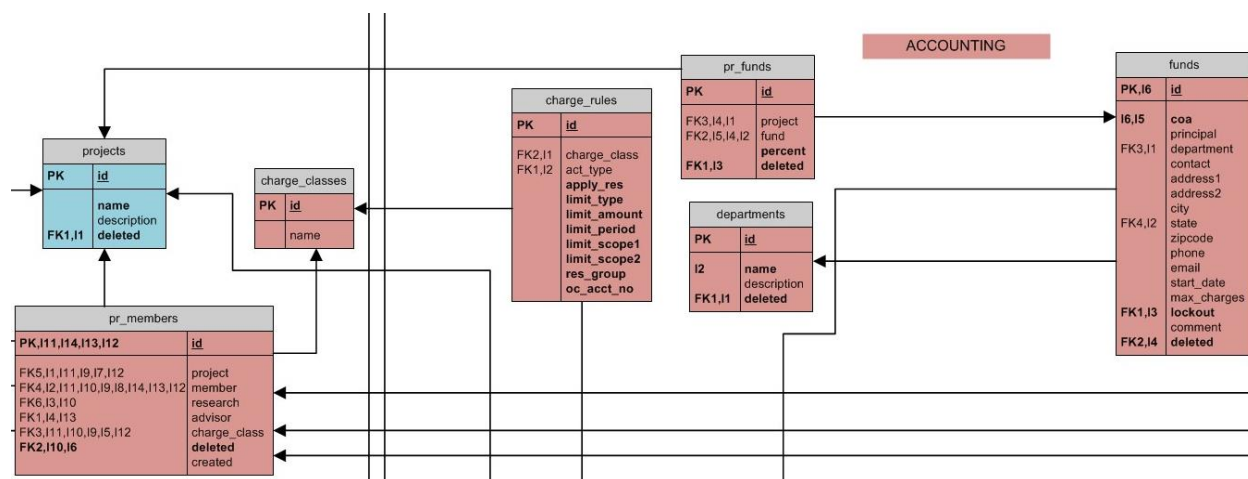 ACCOUNTING
pr_funds
PK id
FK3,I4,I1 project
FK2,I5,I4,I2 fund
percent
FK1,I3 deleted
funds
PK,I6 id
I6,I5 coa
principal
FK3,I1 department
contact
address1
address2
city
FK4,I2 state
zipcode
phone
email
start_date
max_charges
FK1,I3 lockout
comment
FK2,I4 deleted
charge_rules
PK id
FK2,I1 charge_class
FK1,I2 act_type
apply_res
limit_type
limit_amount
limit_period
limit_scope1
limit_scope2
res_group
oc_acct_no
projects
PK id
name
description
FK1,I1 deleted
charge_classes
PK id
name
departments
PK id
I2 name
description
FK1,I1 deleted
pr_members
PK,I11,I14,I13,I12 id
FK5,I1,I11,I9,I7,I12 project
FK4,I2,I11,I10,I9,I8,I14,I13,I12 member
FK6,I3,I10 research
FK1,I4,I13 advisor
FK3,I11,I10,I9,I5,I12 charge_class
FK2,I10,I6 deleted
created